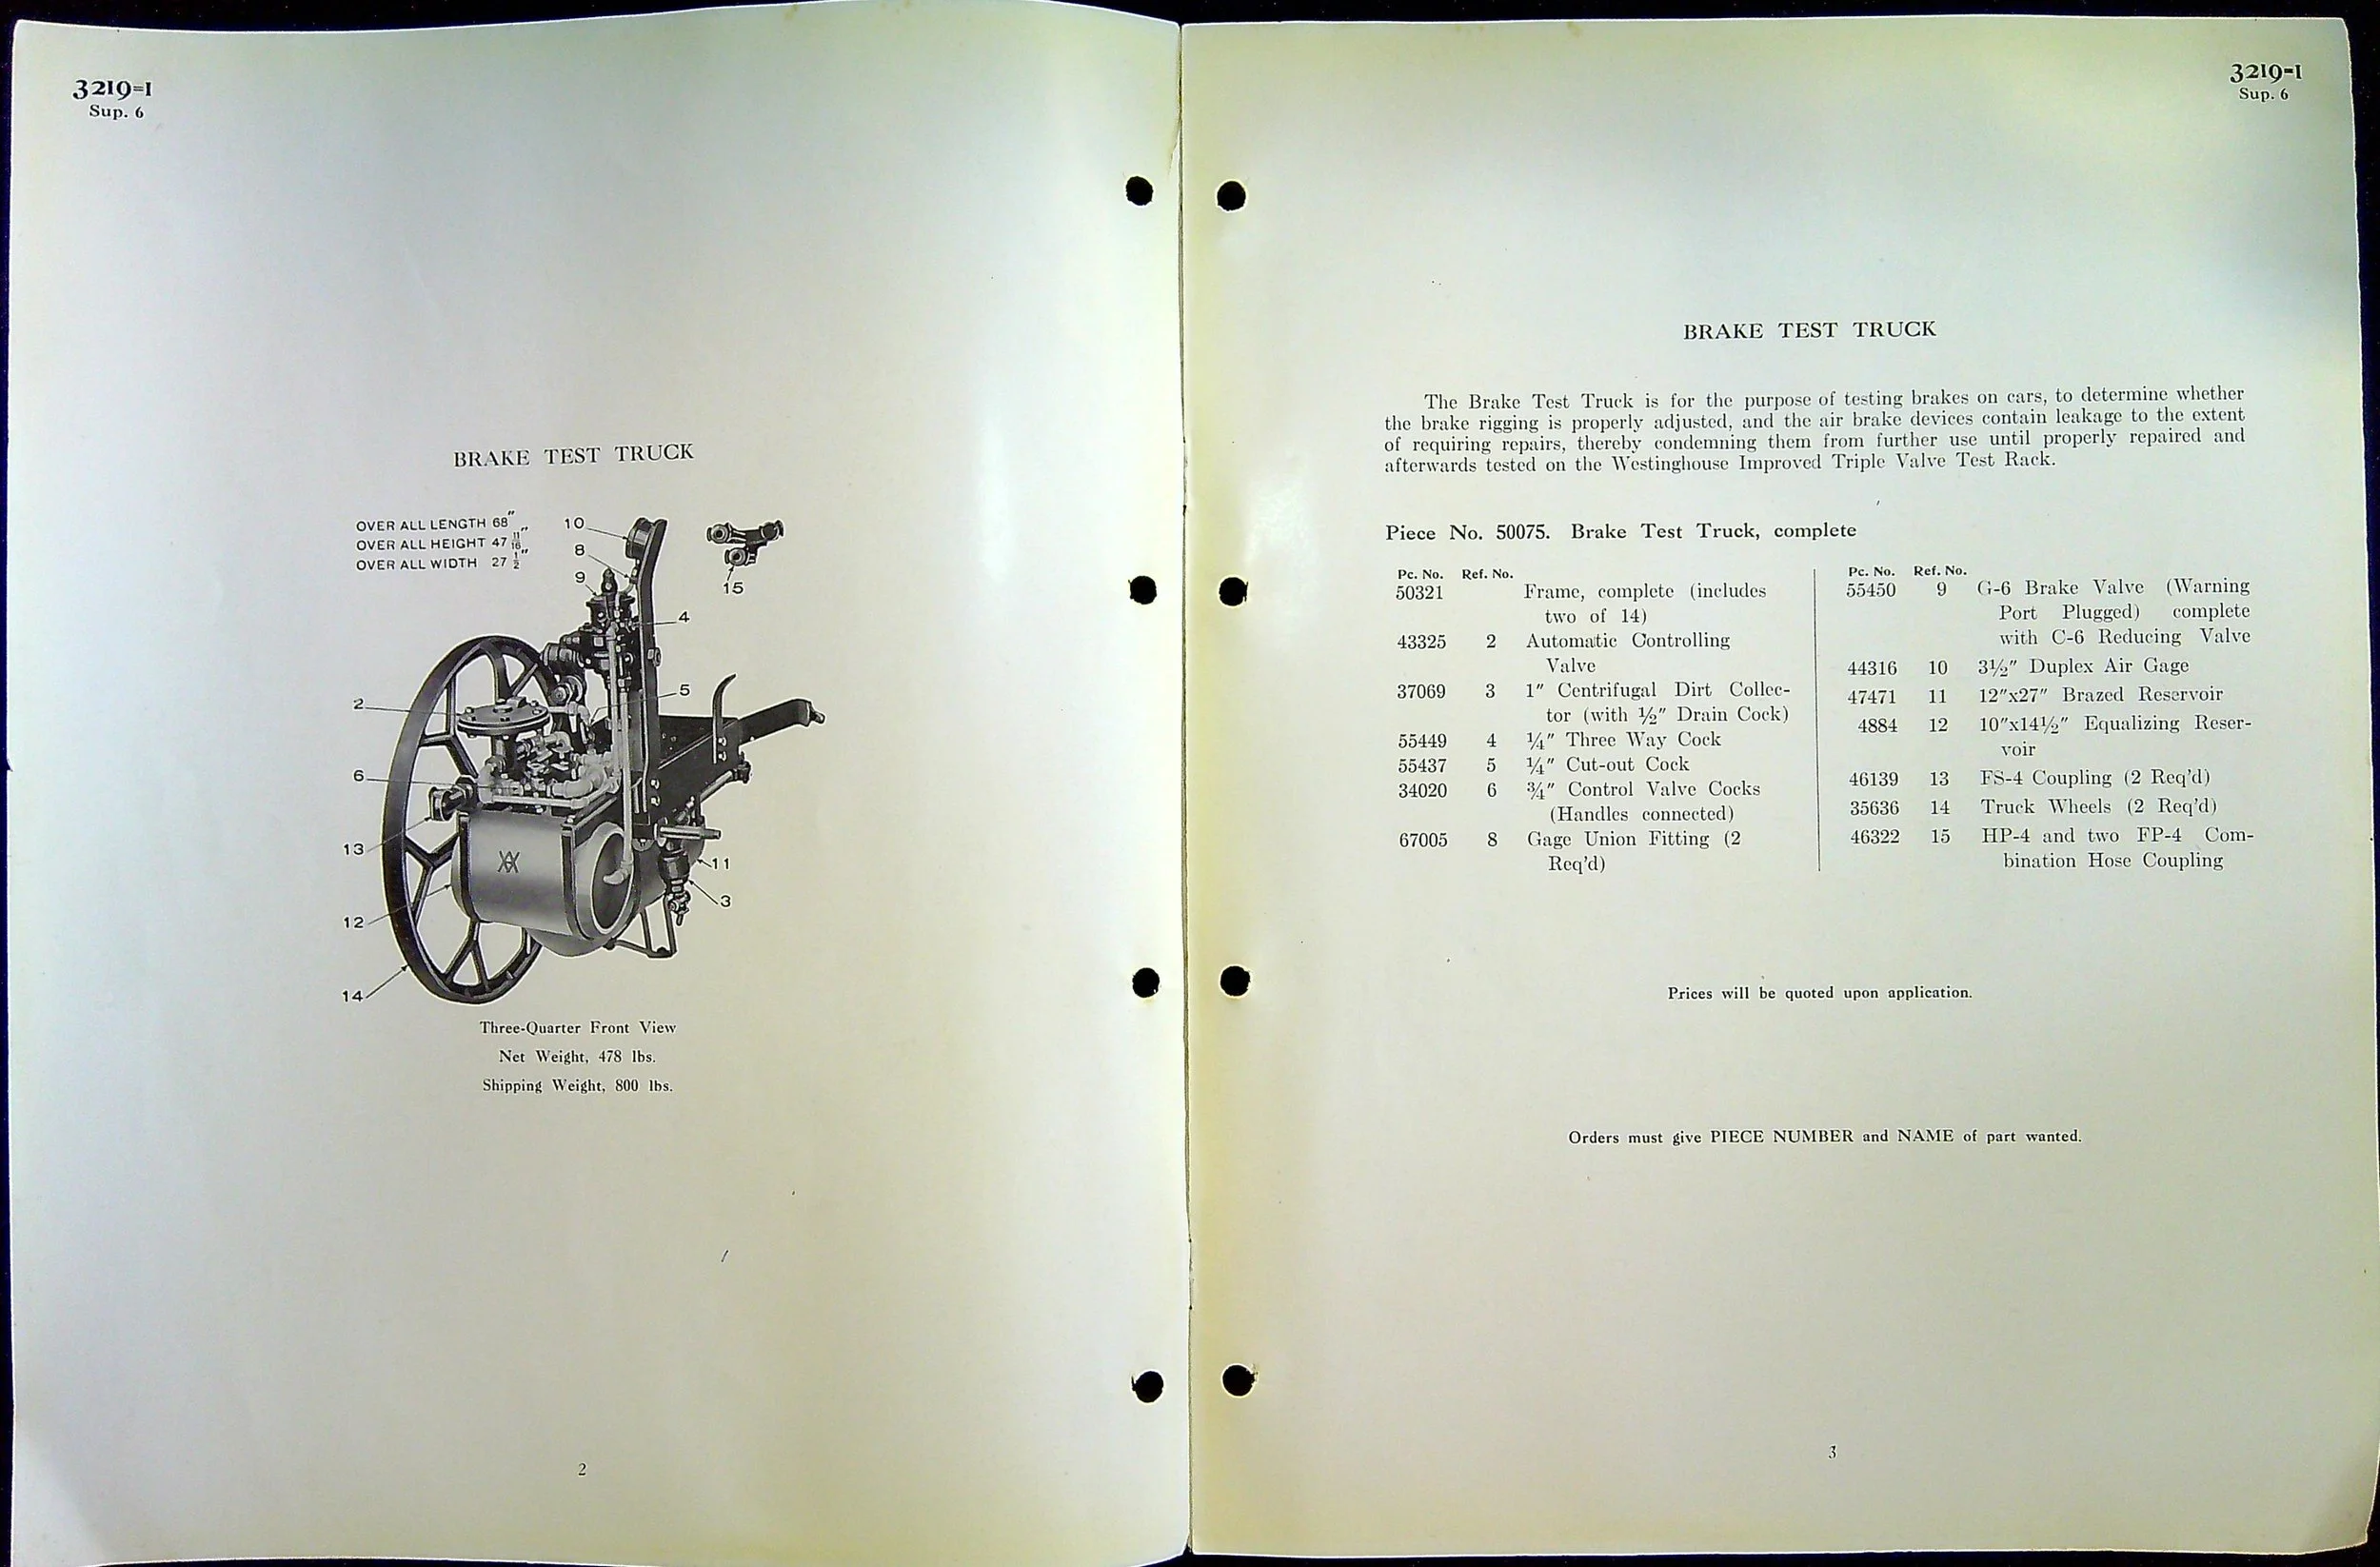 3219-1
Sup. 6
BRAKE TEST TRUCK
OVER ALL LENGTH 68"
OVER ALL HEIGHT 47 11/16"
OVER ALL WIDTH 27 1/2"
10
8
9
15
4
5
2
6
13
11
3
12
14
Three-Quarter Front View
Net Weight, 478 lbs.
Shipping Weight, 800 lbs.
2
3219-1
Sup. 6
BRAKE TEST TRUCK
The Brake Test Truck is for the purpose of testing brakes on cars, to determine whether
the brake rigging is properly adjusted, and the air brake devices contain leakage to the extent
of requiring repairs, thereby condemning them from further use until properly repaired and
afterwards tested on the Westinghouse Improved Triple Valve Test Rack.
Piece No. 50075. Brake Test Truck, complete
Pc. No. Ref. No.
50321 Frame, complete (includes
two of 14)
43325 2 Automatic Controlling
Valve
37069 3 1" Centrifugal Dirt Collec-
tor (with ½" Drain Cock)
55449 4 ¼" Three Way Cock
55437 5 ¼" Cut-out Cock
34020 6 ¾" Control Valve Cocks
(Handles connected)
67005 8 Gage Union Fitting (2
Req'd)
Pc. No. Ref. No.
55450 9 G-6 Brake Valve (Warning
Port Plugged) complete
with C-6 Reducing Valve
44316 10 3½" Duplex Air Gage
47471 11 12"x27" Brazed Reservoir
4884 12 10"x14½" Equalizing Reser-
voir
46139 13 FS-4 Coupling (2 Req'd)
35636 14 Truck Wheels (2 Req'd)
46322 15 HP-4 and two FP-4 Com-
bination Hose Coupling
Prices will be quoted upon application.
Orders must give PIECE NUMBER and NAME of part wanted.
3